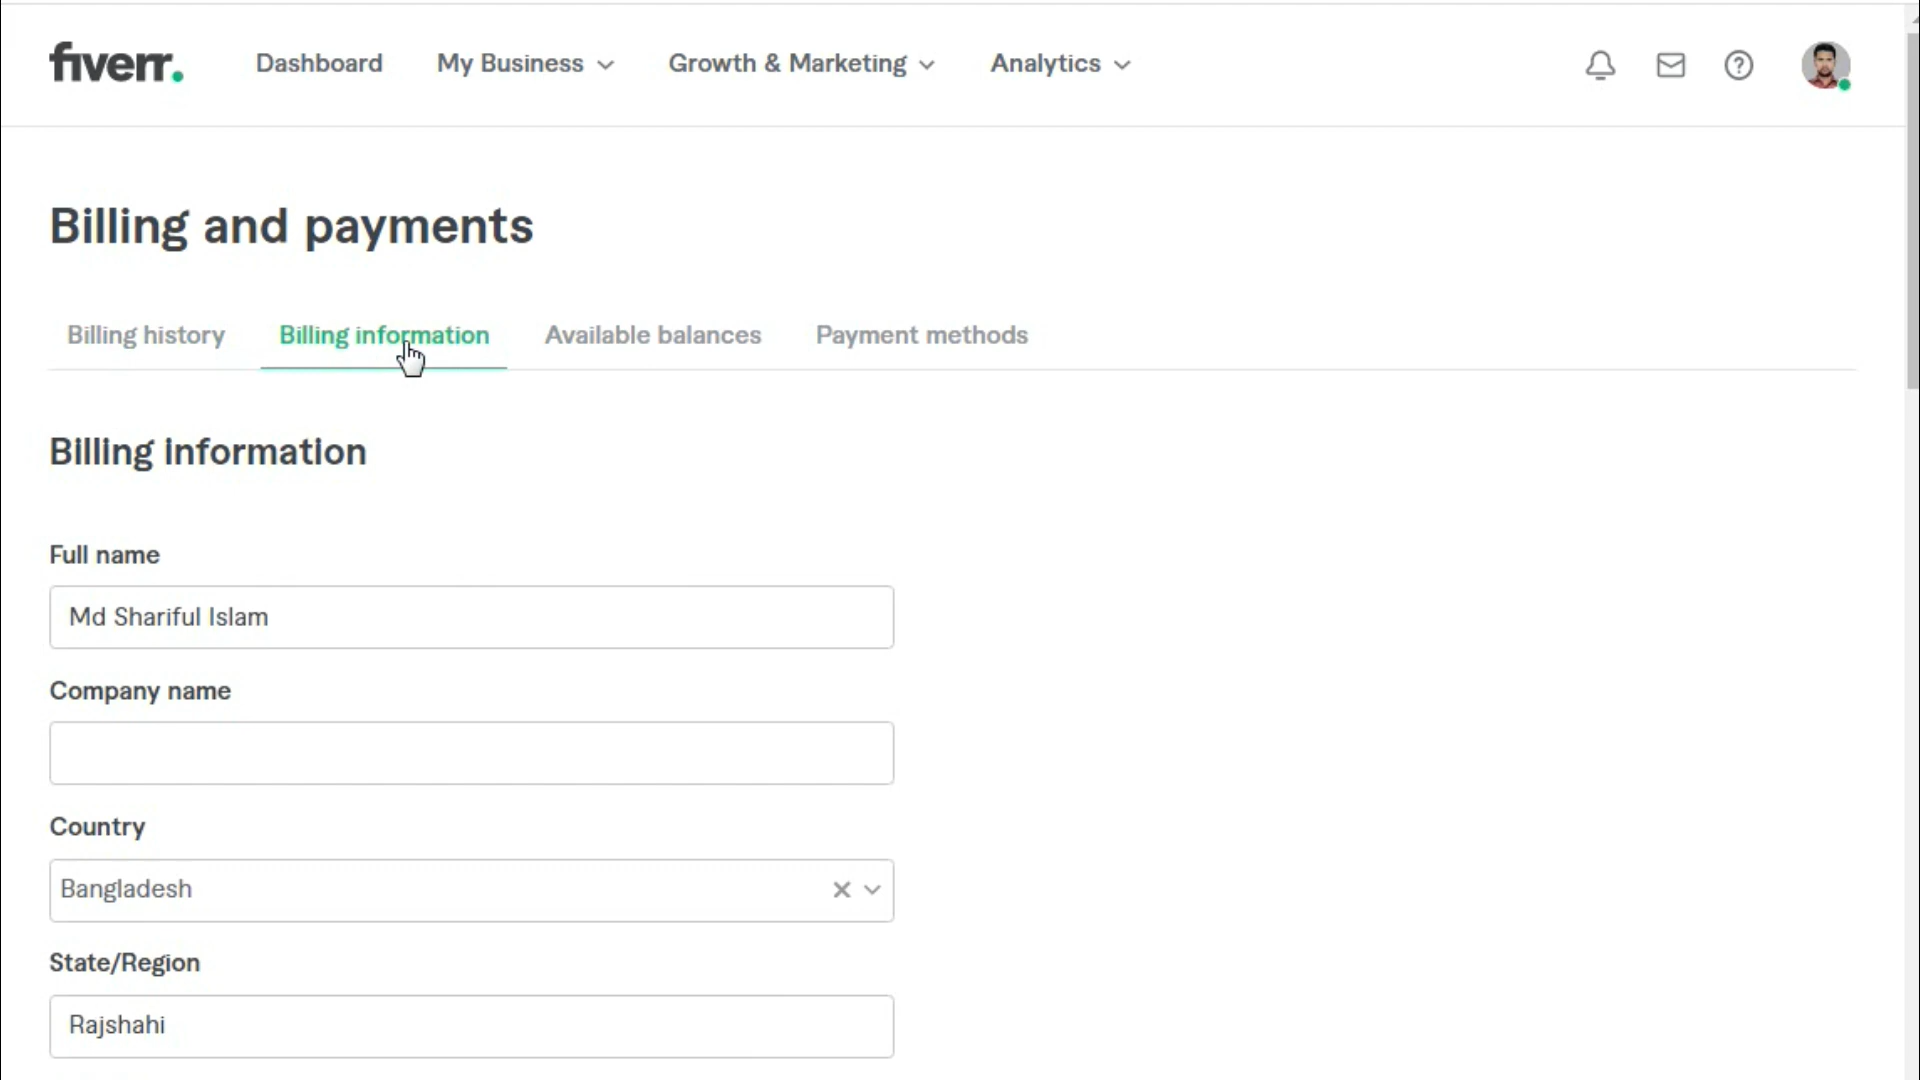 fiverr.
Dashboard
My Business
Growth & Marketing
Analytics
Billing and payments
Billing history
Billing information
Available balances
Payment methods
Billing information
Full name
Md Shariful Islam
Company name
Country
Bangladesh
State/Region
Rajshahi